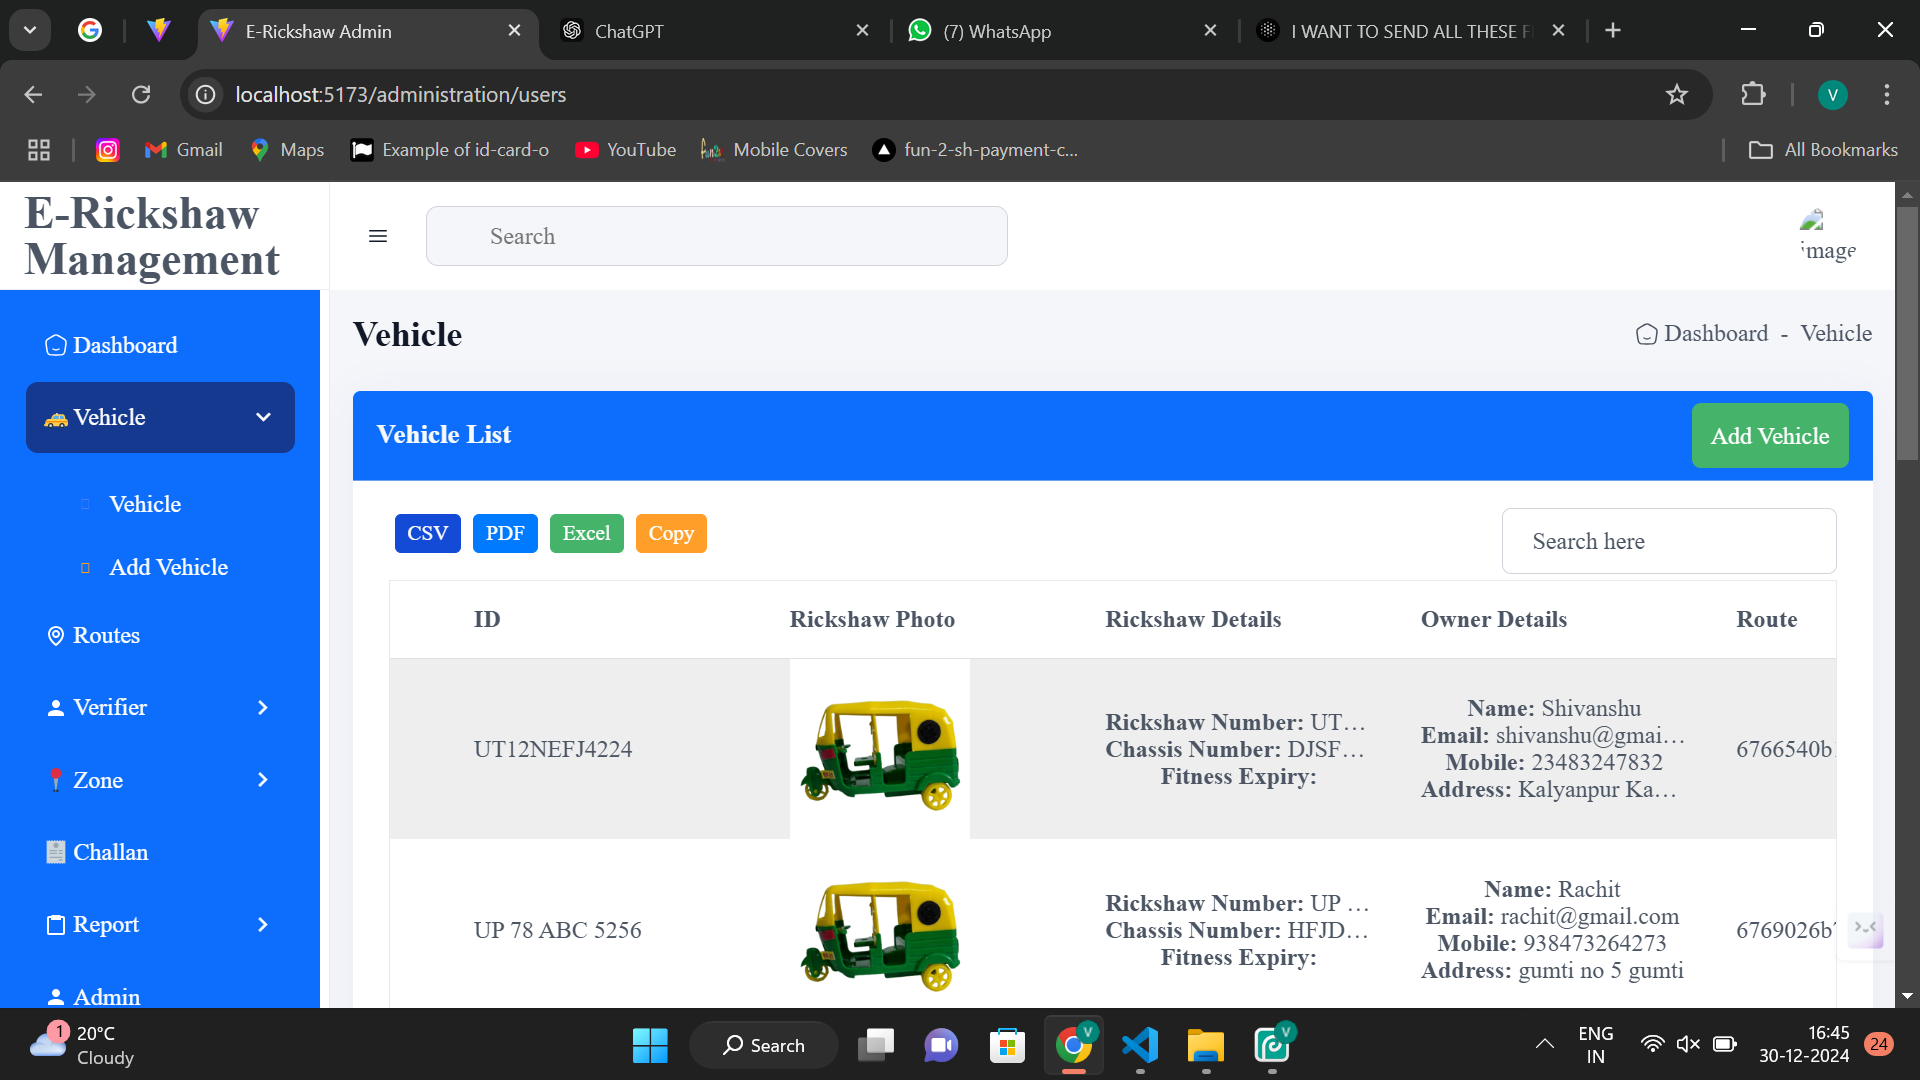 E-Rickshaw Admin
ChatGPT
(7) WhatsApp
I WANT TO SEND ALL THESE F
localhost:5173/administration/users
V
Gmail
Maps
Example of id-card-o
YouTube
Mobile Covers
fun-2-sh-payment-c...
All Bookmarks
E-Rickshaw
Management
Search
image
Dashboard
Vehicle
Vehicle
Add Vehicle
Routes
Verifier
Zone
Challan
Report
Admin
Vehicle
Dashboard - Vehicle
Vehicle List
Add Vehicle
CSV
PDF
Excel
Copy
Search here
ID
Rickshaw Photo
Rickshaw Details
Owner Details
Route
UT12NEFJ4224
Rickshaw Number: UT...
Chassis Number: DJSF...
Fitness Expiry:
Name: Shivanshu
Email: shivanshu@gmai...
Mobile: 23483247832
Address: Kalyanpur Ka...
6766540b
UP 78 ABC 5256
Rickshaw Number: UP ...
Chassis Number: HFJD...
Fitness Expiry:
Name: Rachit
Email: rachit@gmail.com
Mobile: 938473264273
Address: gumti no 5 gumti
6769026b
1
20°C
Cloudy
Search
V
V
ENG
IN
16:45
30-12-2024
24